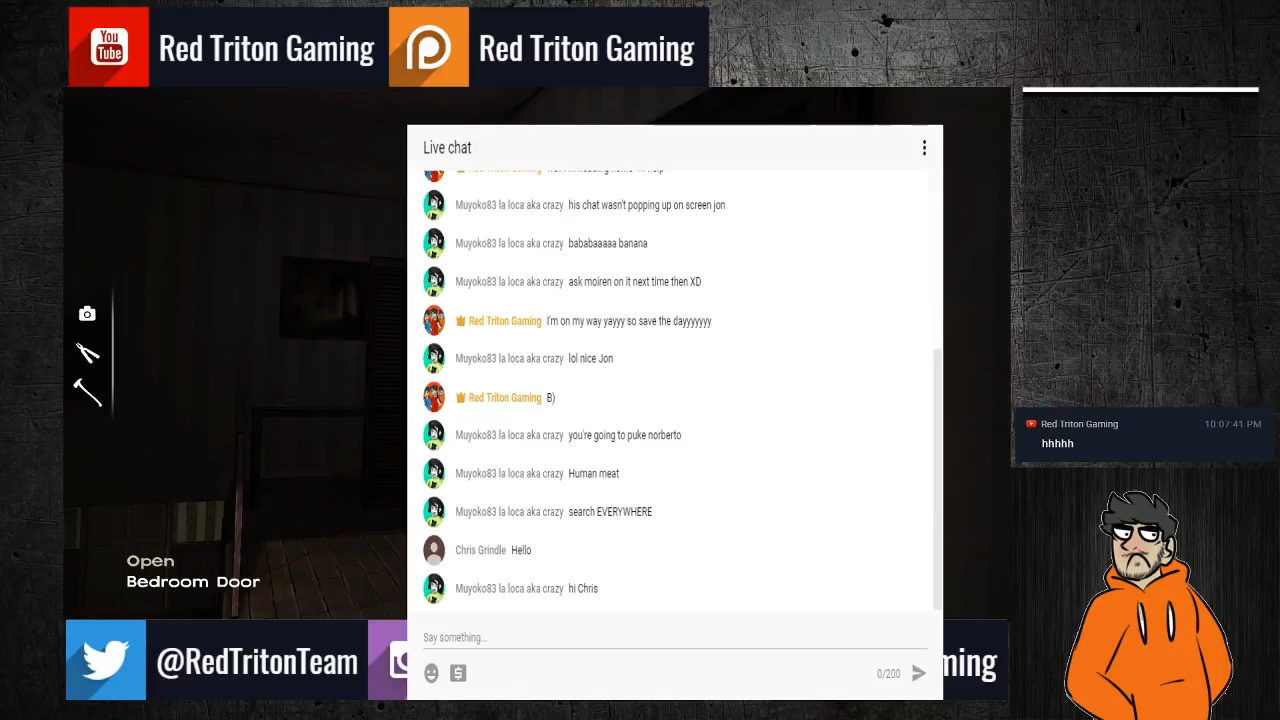 You
Tube
Red Triton Gaming
Red Triton Gaming
Live chat
Red Triton Gaming
Muyoko83 la loca aka crazy his chat wasn't popping up on screen jon
Muyoko83 la loca aka crazy bababaaaaa banana
Muyoko83 la loca aka crazy ask moiren on it next time then XD
Red Triton Gaming I'm on my way yayyy so save the dayyyyyyy
Muyoko83 la loca aka crazy lol nice Jon
Red Triton Gaming B)
Muyoko83 la loca aka crazy you're going to puke norberto
Muyoko83 la loca aka crazy Human meat
Muyoko83 la loca aka crazy search EVERYWHERE
Chris Grindle Hello
Muyoko83 la loca aka crazy hi Chris
Say something...
0/200
Red Triton Gaming 10:07:41 PM
hhhhh
Open
Bedroom Door
@RedTritonTeam
ming